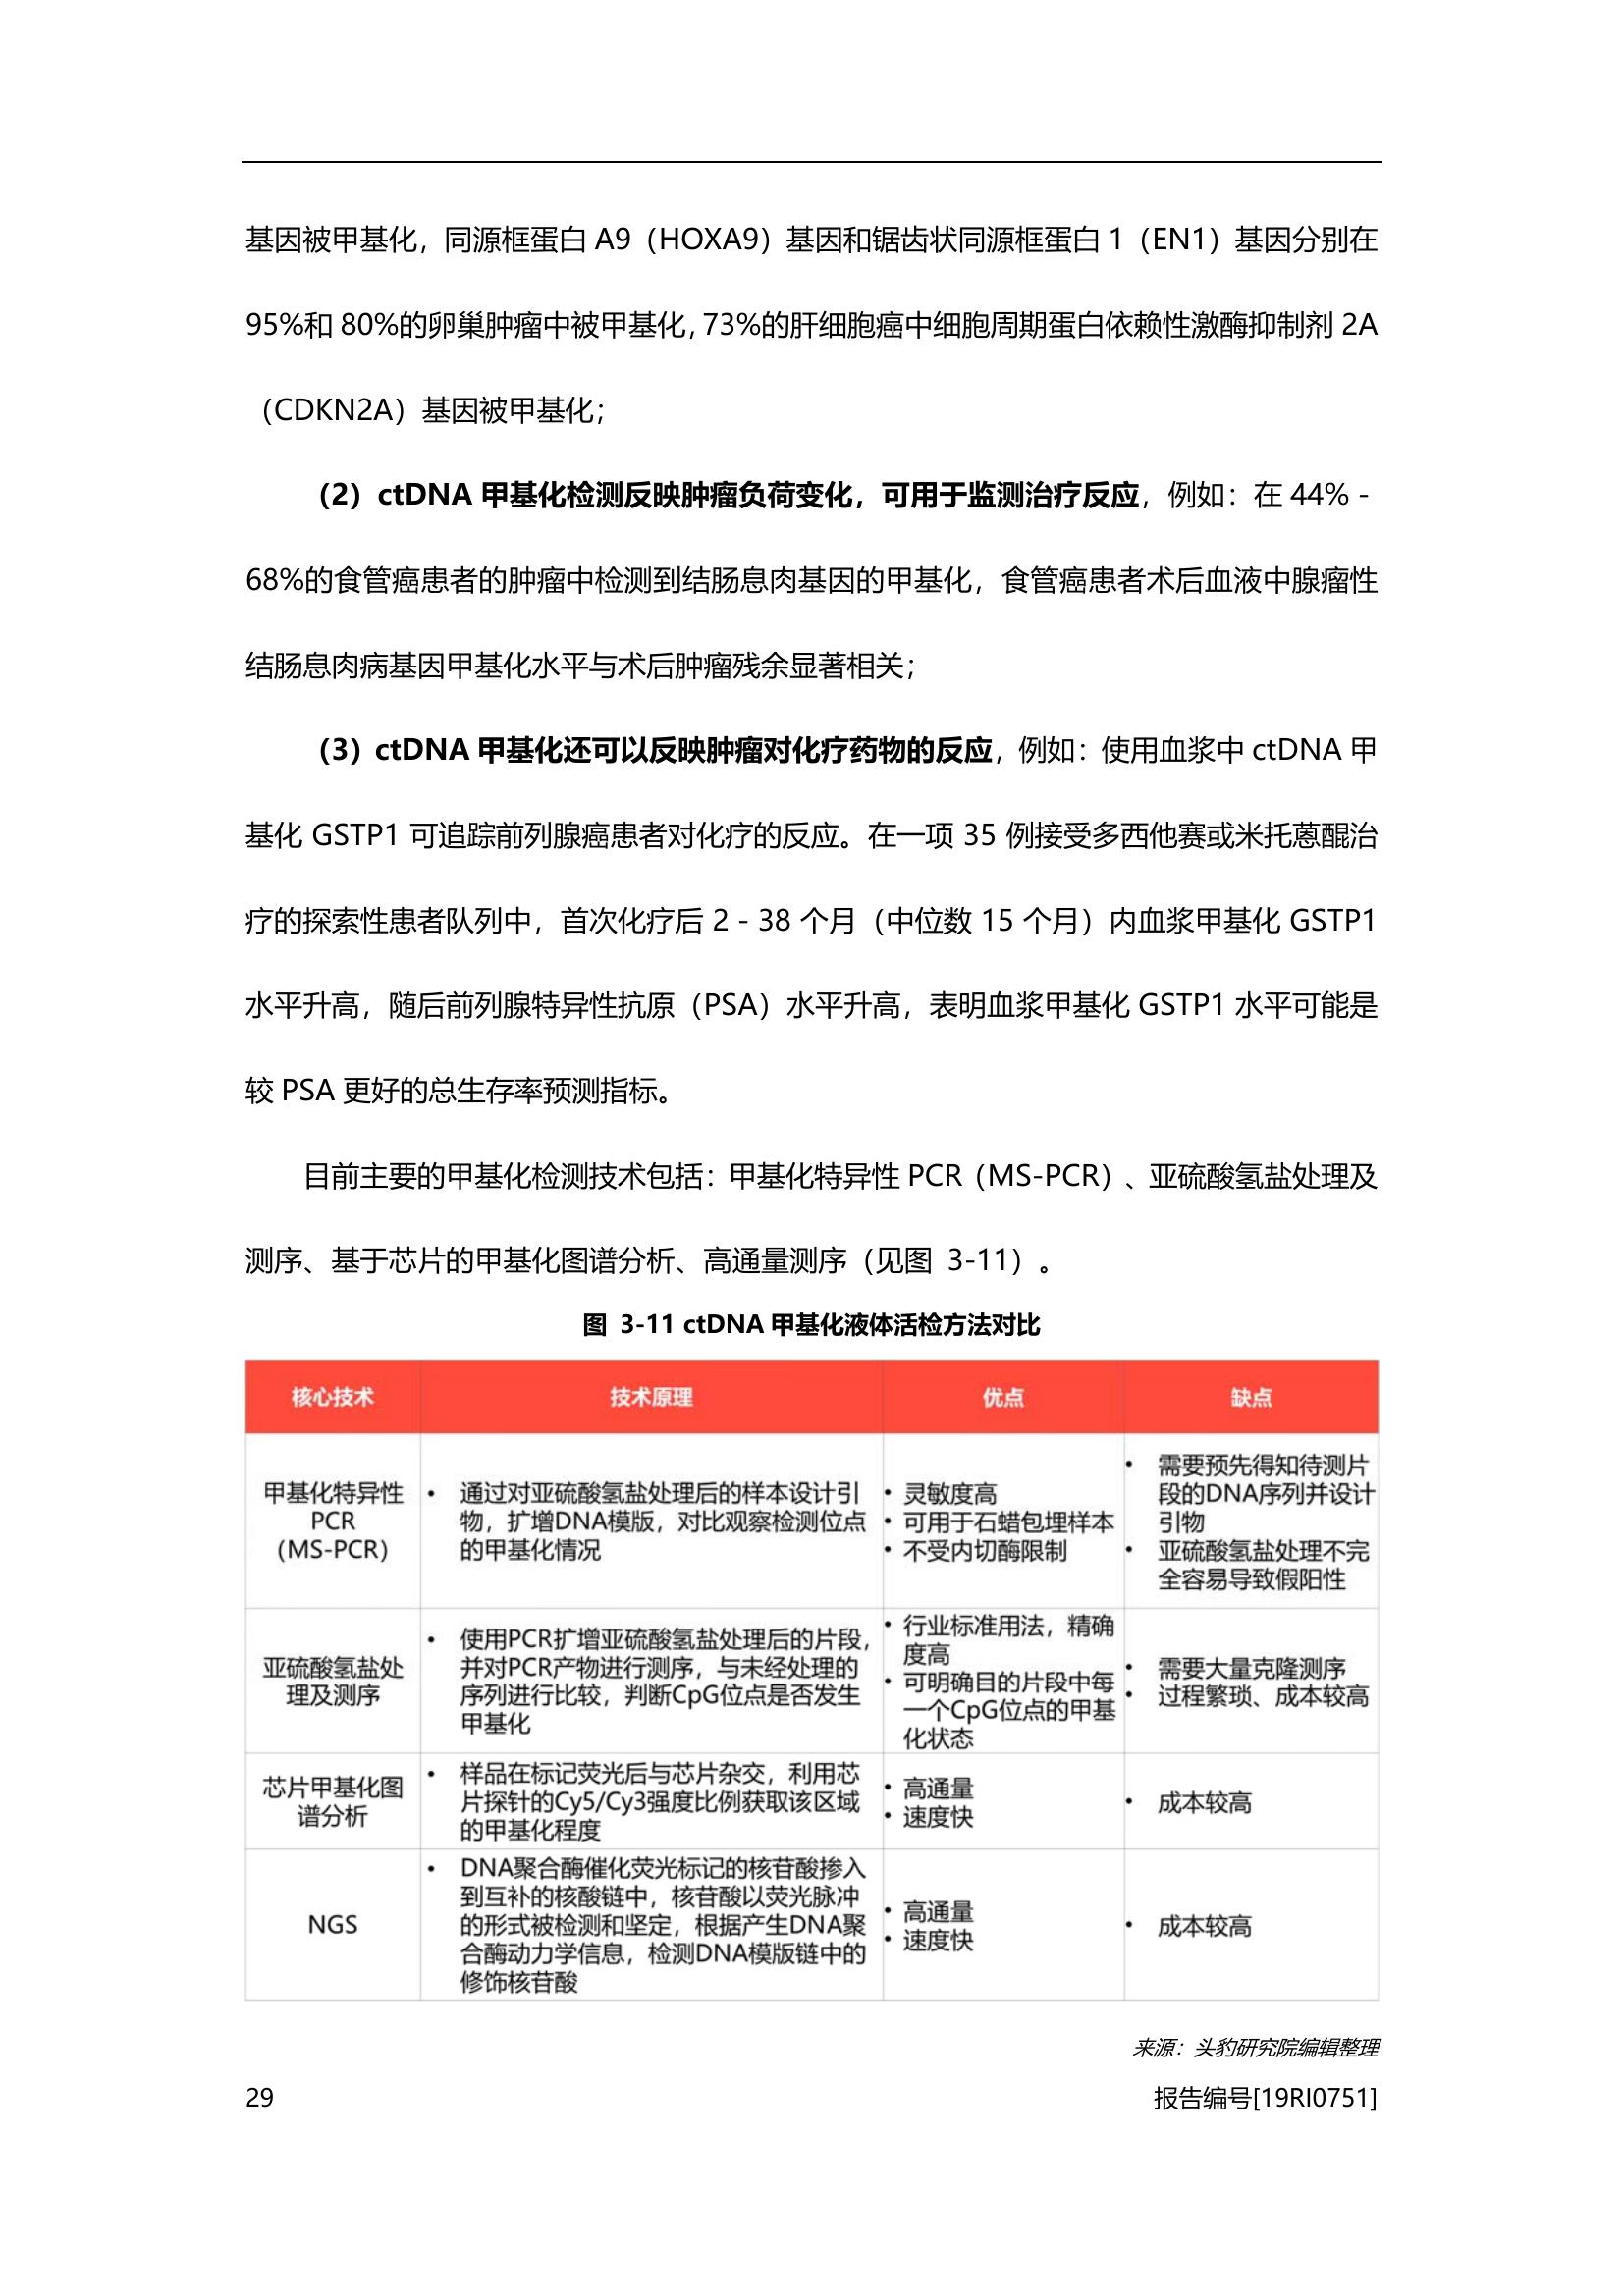 基因被甲基化，同源框蛋白 A9（HOXA9）基因和锯齿状同源框蛋白 1（EN1）基因分别在
95%和 80%的卵巢肿瘤中被甲基化，73%的肝细胞癌中细胞周期蛋白依赖性激酶抑制剂 2A
（CDKN2A）基因被甲基化；
（2）ctDNA 甲基化检测反映肿瘤负荷变化，可用于监测治疗反应，例如：在 44% -
68%的食管癌患者的肿瘤中检测到结肠息肉基因的甲基化，食管癌患者术后血液中腺瘤性
结肠息肉病基因甲基化水平与术后肿瘤残余显著相关；
（3）ctDNA 甲基化还可以反映肿瘤对化疗药物的反应，例如：使用血浆中 ctDNA 甲
基化 GSTP1 可追踪前列腺癌患者对化疗的反应。在一项 35 例接受多西他赛或米托蒽醌治
疗的探索性患者队列中，首次化疗后 2 - 38 个月（中位数 15 个月）内血浆甲基化 GSTP1
水平升高，随后前列腺特异性抗原（PSA）水平升高，表明血浆甲基化 GSTP1 水平可能是
较 PSA 更好的总生存率预测指标。
目前主要的甲基化检测技术包括：甲基化特异性 PCR（MS-PCR）、亚硫酸氢盐处理及
测序、基于芯片的甲基化图谱分析、高通量测序（见图 3-11）。
图 3-11 ctDNA 甲基化液体活检方法对比
核心技术 技术原理 优点 缺点
甲基化特异性
PCR
（MS-PCR）
• 通过对亚硫酸氢盐处理后的样本设计引
物，扩增DNA模版，对比观察检测位点
的甲基化情况
• 灵敏度高
• 可用于石蜡包埋样本
• 不受内切酶限制
• 需要预先得知待测片
段的DNA序列并设计
引物
• 亚硫酸氢盐处理不完
全容易导致假阳性
亚硫酸氢盐处
理及测序
• 使用PCR扩增亚硫酸氢盐处理后的片段，
并对PCR产物进行测序，与未经处理的
序列进行比较，判断CpG位点是否发生
甲基化
• 行业标准用法，精确
度高
• 可明确目的片段中每
一个CpG位点的甲基
化状态
• 需要大量克隆测序
• 过程繁琐、成本较高
芯片甲基化图
谱分析
• 样品在标记荧光后与芯片杂交，利用芯
片探针的Cy5/Cy3强度比例获取该区域
的甲基化程度
• 高通量
• 速度快
• 成本较高
NGS
• DNA聚合酶催化荧光标记的核苷酸掺入
到互补的核酸链中，核苷酸以荧光脉冲
的形式被检测和坚定，根据产生DNA聚
合酶动力学信息，检测DNA模版链中的
修饰核苷酸
• 高通量
• 速度快
• 成本较高
来源：头豹研究院编辑整理
29 报告编号[19RI0751]